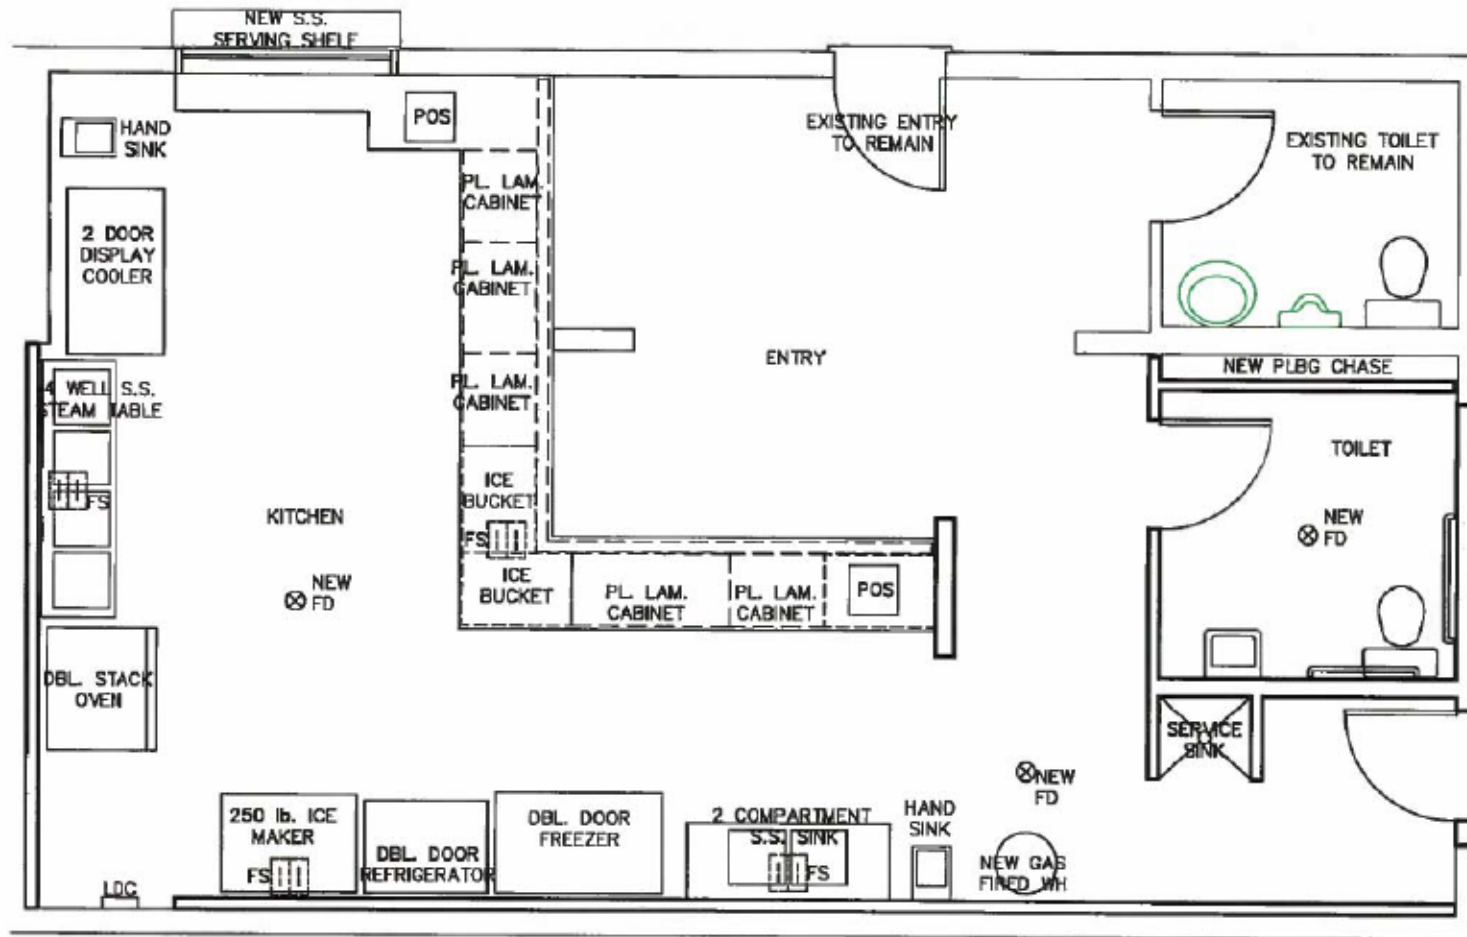 NEW S.S.
SERVING SHELF
POS
HAND
SINK
EXISTING ENTRY
TO REMAIN
EXISTING TOILET
TO REMAIN
PL. LAM.
CABINET
2 DOOR
DISPLAY
COOLER
PL. LAM.
CABINET
ENTRY
NEW PLBG CHASE
4 WELL S.S.
STEAM TABLE
PL. LAM.
CABINET
TOILET
FS
ICE
BUCKET
KITCHEN
FS
NEW
FD
NEW
FD
ICE
BUCKET
PL. LAM.
CABINET
PL. LAM.
CABINET
POS
DBL. STACK
OVEN
SERVICE
SINK
NEW
FD
250 lb. ICE
MAKER
FS
DBL. DOOR
REFRIGERATOR
DBL. DOOR
FREEZER
2 COMPARTMENT
S.S. SINK
FS
HAND
SINK
NEW GAS
FIRED WH
LDC